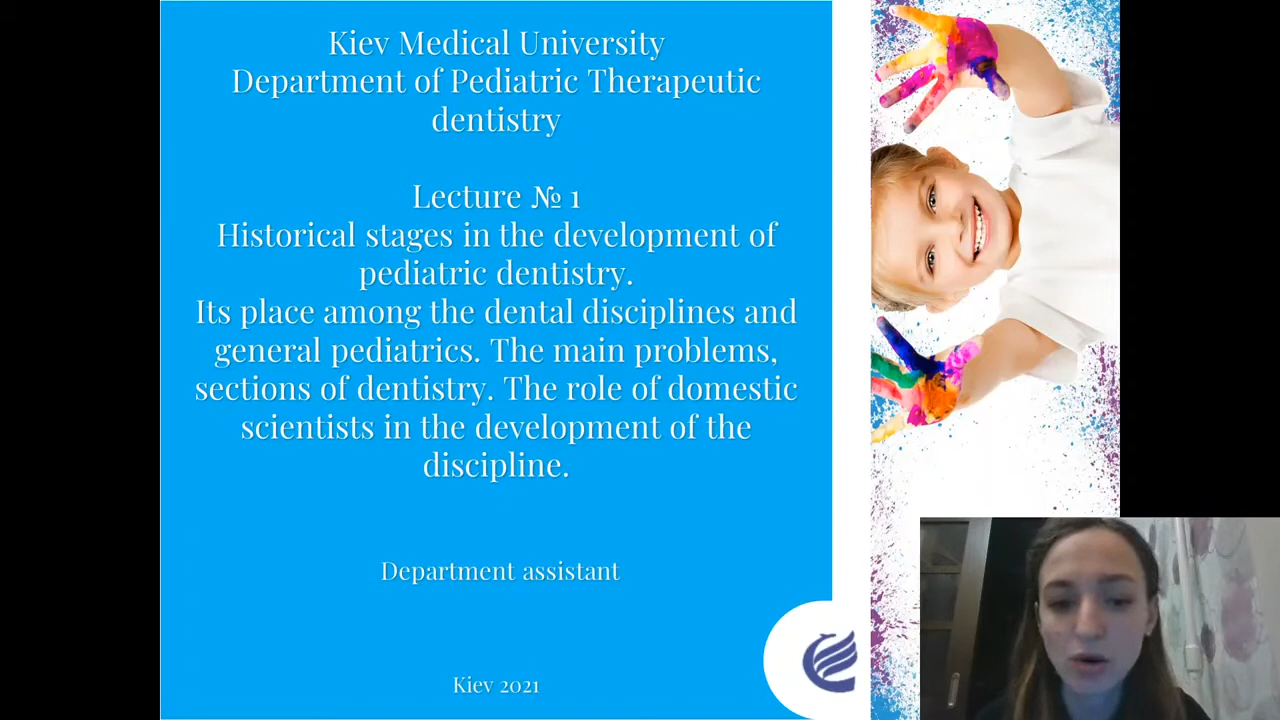 Kiev Medical University
Department of Pediatric Therapeutic
dentistry
Lecture № 1
Historical stages in the development of
pediatric dentistry.
Its place among the dental disciplines and
general pediatrics. The main problems,
sections of dentistry. The role of domestic
scientists in the development of the
discipline.
Department assistant
Kiev 2021